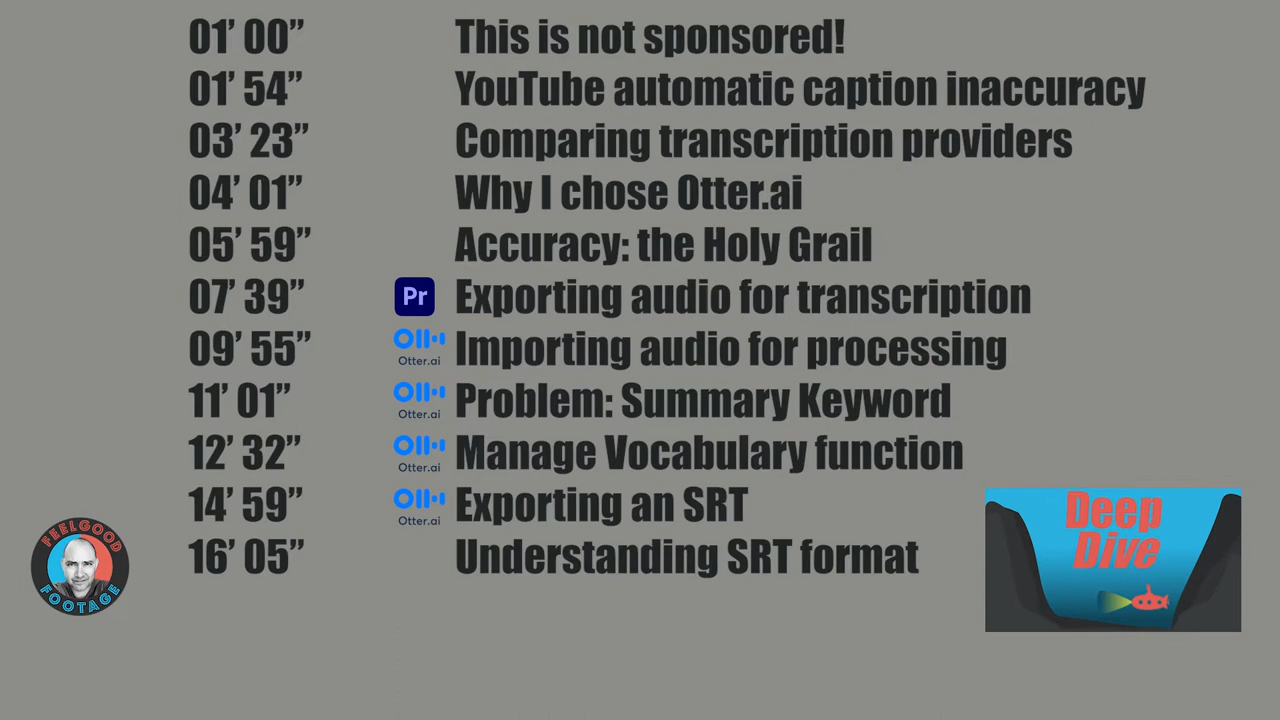 01’ 00” This is not sponsored!
01’ 54” YouTube automatic caption inaccuracy
03’ 23” Comparing transcription providers
04’ 01” Why I chose Otter.ai
05’ 59” Accuracy: the Holy Grail
07’ 39” Pr Exporting audio for transcription
09’ 55” Otter.ai Importing audio for processing
11’ 01” Otter.ai Problem: Summary Keyword
12’ 32” Otter.ai Manage Vocabulary function
14’ 59” Otter.ai Exporting an SRT
16’ 05” Understanding SRT format
FEELGOOD
FOOTAGE
Deep
Dive